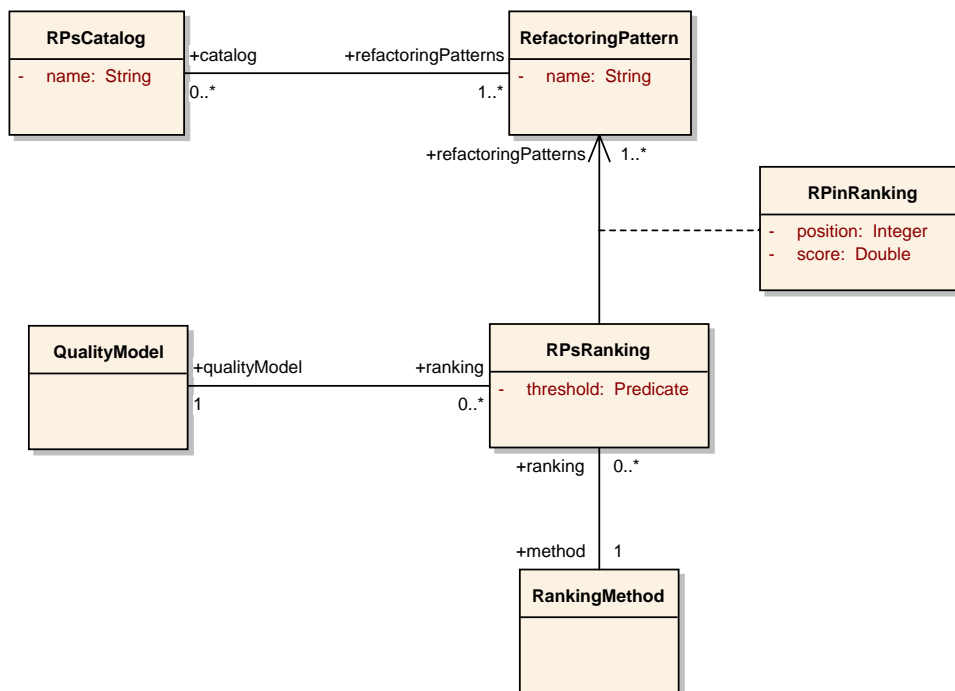 RPsCatalog
- name: String
+catalog
0..*
+refactoringPatterns
1..*
RefactoringPattern
- name: String
+refactoringPatterns
1..*
RPinRanking
- position: Integer
- score: Double
QualityModel
+qualityModel
1
+ranking
0..*
RPsRanking
- threshold: Predicate
+ranking
0..*
+method
1
RankingMethod